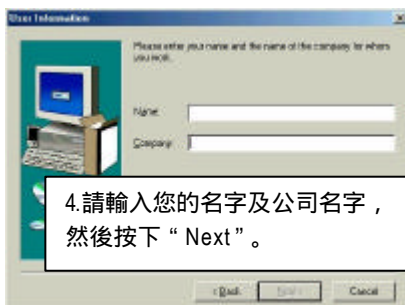 User Information
Please enter your name and the name of the company for whom
you work.
Name:
Company:
4.請輸入您的名字及公司名字，
然後按下“Next”。
< Back
Next >
Cancel